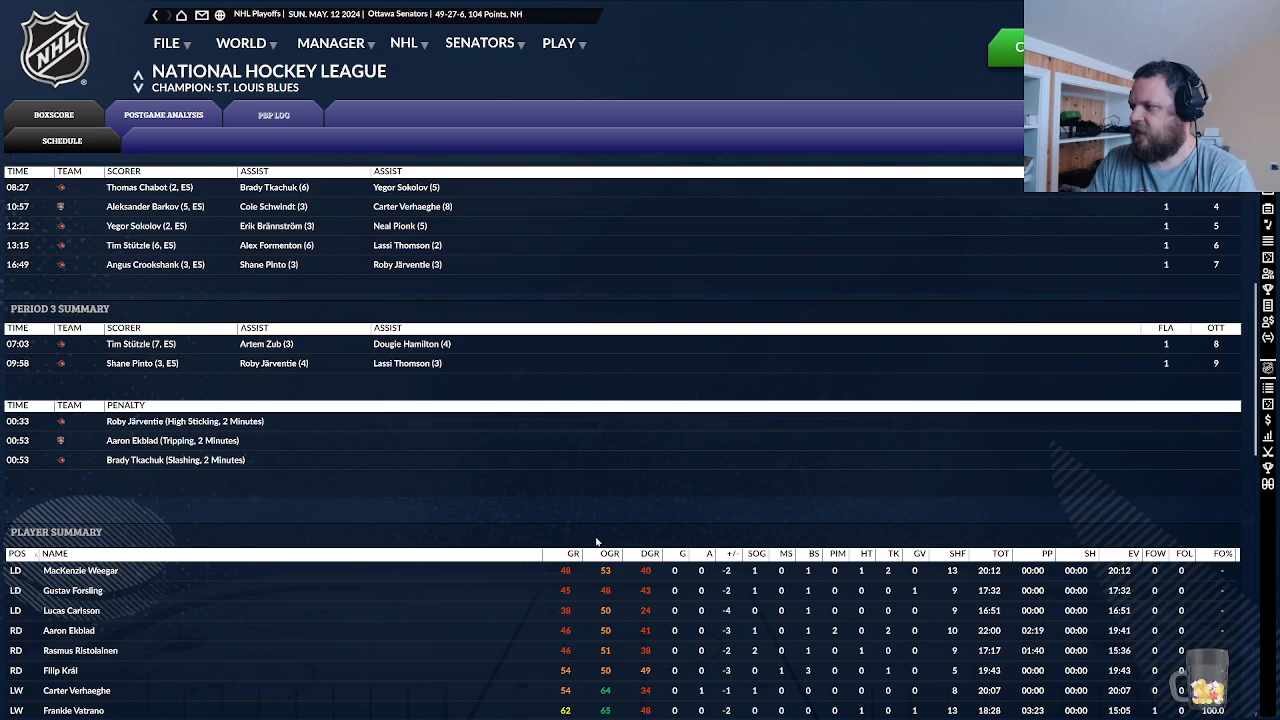 NHL
NHL Playoffs | SUN. MAY. 12 2024 | Ottawa Senators | 49-27-6, 104 Points, NH
FILE WORLD MANAGER NHL SENATORS PLAY
NATIONAL HOCKEY LEAGUE
CHAMPION: ST. LOUIS BLUES
BOXSCORE POSTGAME ANALYSIS PBP LOG
SCHEDULE
TIME TEAM SCORER ASSIST ASSIST
08:27 Thomas Chabot (2, ES) Brady Tkachuk (6) Yegor Sokolov (5)
10:57 Aleksander Barkov (5, ES) Cole Schwindt (3) Carter Verhaeghe (8) 1 4
12:22 Yegor Sokolov (2, ES) Erik Brännström (3) Neal Pionk (5) 1 5
13:15 Tim Stützle (6, ES) Alex Formenton (6) Lassi Thomson (2) 1 6
16:49 Angus Crookshank (3, ES) Shane Pinto (3) Roby Järventie (3) 1 7
PERIOD 3 SUMMARY
TIME TEAM SCORER ASSIST ASSIST FLA OTT
07:03 Tim Stützle (7, ES) Artem Zub (3) Dougie Hamilton (4) 1 8
09:58 Shane Pinto (3, ES) Roby Järventie (4) Lassi Thomson (3) 1 9
TIME TEAM PENALTY
00:33 Roby Järventie (High Sticking, 2 Minutes)
00:53 Aaron Ekblad (Tripping, 2 Minutes)
00:53 Brady Tkachuk (Slashing, 2 Minutes)
PLAYER SUMMARY
POS NAME GR OGR DGR G A +/- SOG MS BS PIM HT TK GV SHF TOT PP SH EV FOW FOL FO%
LD MacKenzie Weegar 48 53 40 0 0 -2 1 0 1 0 1 2 0 13 20:12 00:00 00:00 20:12 0 0 -
LD Gustav Forsling 45 48 43 0 0 -2 1 0 1 0 0 0 1 9 17:32 00:00 00:00 17:32 0 0 -
LD Lucas Carlsson 38 50 24 0 0 -4 0 0 1 0 0 0 0 9 16:51 00:00 00:00 16:51 0 0 -
RD Aaron Ekblad 46 50 41 0 0 -3 1 0 1 2 0 2 0 10 22:00 02:19 00:00 19:41 0 0 -
RD Rasmus Ristolainen 46 51 38 0 0 -2 2 0 1 0 1 0 0 9 17:17 01:40 00:00 15:36 0 0 -
RD Filip Král 54 50 49 0 0 -3 0 1 3 0 0 1 0 5 19:43 00:00 00:00 19:43 0 0
LW Carter Verhaeghe 54 64 34 0 1 -1 1 0 0 0 0 0 0 8 20:07 00:00 00:00 20:07 0 0
LW Frankie Vatrano 62 65 48 0 0 -2 0 0 0 0 1 0 1 13 18:28 03:23 00:00 15:05 1 0 100.0